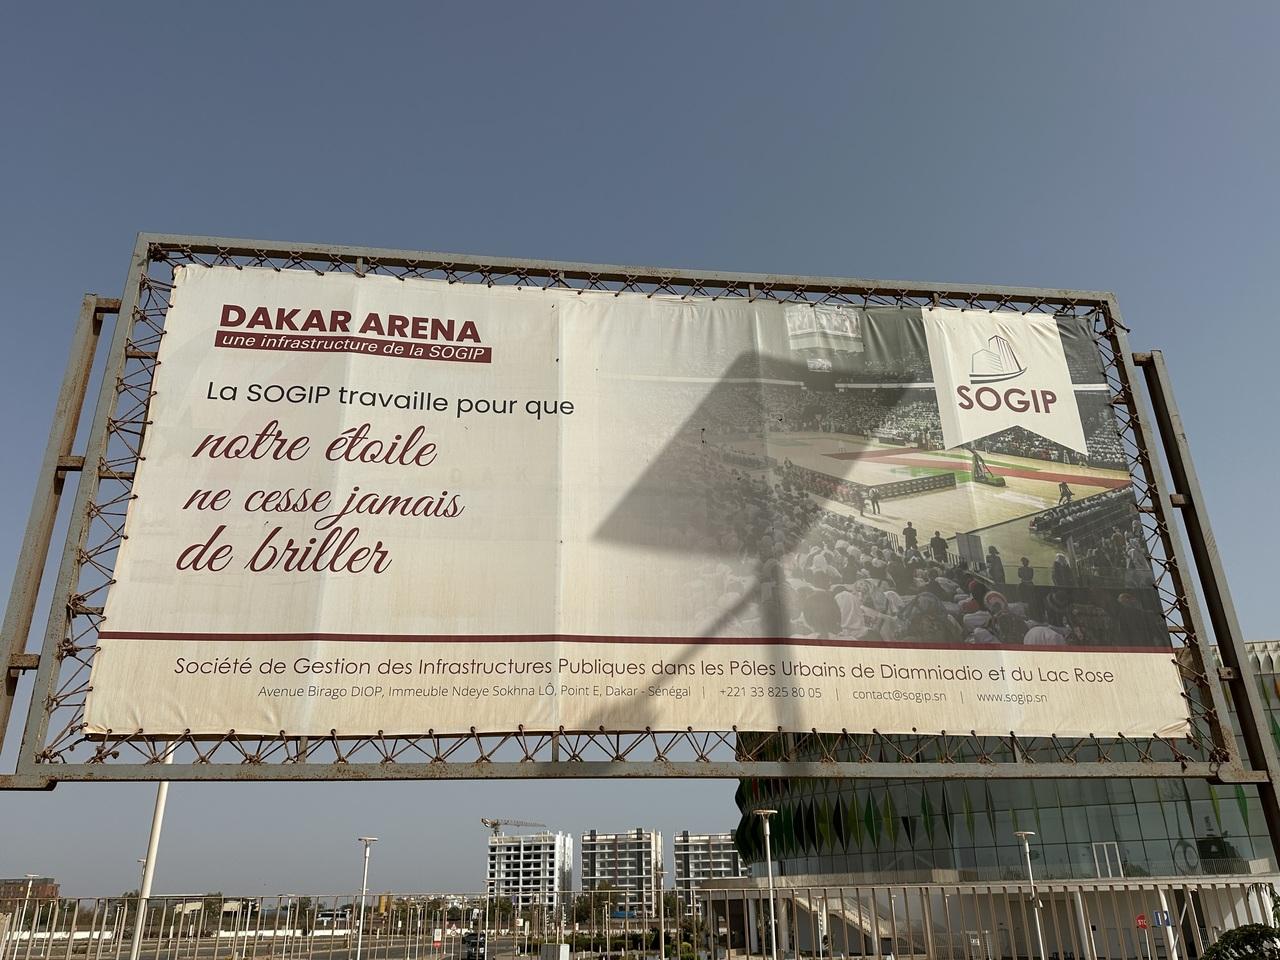 DAKAR ARENA
une infrastructure de la SOGIP
La SOGIP travaille pour que
notre étoile
ne cesse jamais
de briller
SOGIP
Société de Gestion des Infrastructures Publiques dans les Pôles Urbains de Diamniadio et du Lac Rose
Avenue Birago DIOP, Immeuble Ndeye Sokhna LÔ, Point E, Dakar - Sénégal | +221 33 825 80 05 | contact@sogip.sn | www.sogip.sn
STOP
P